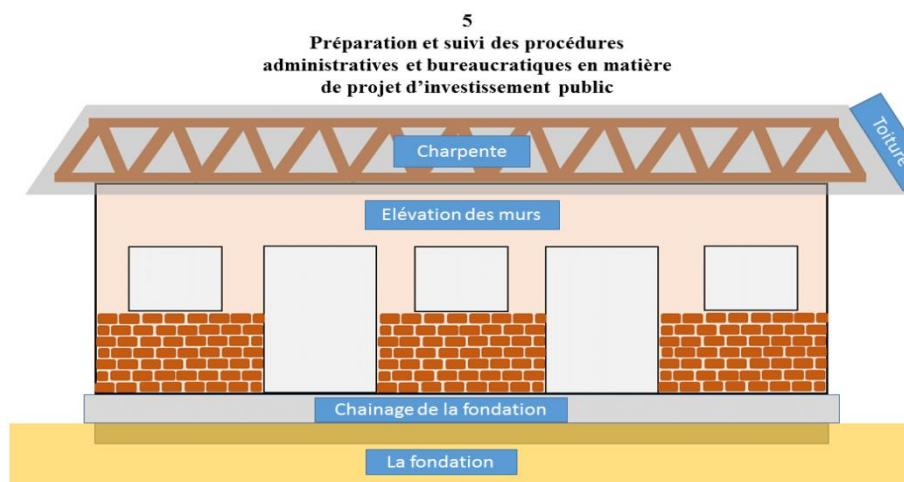 5
Préparation et suivi des procédures
administratives et bureaucratiques en matière
de projet d’investissement public
Toiture
Charpente
Elévation des murs
Chainage de la fondation
La fondation